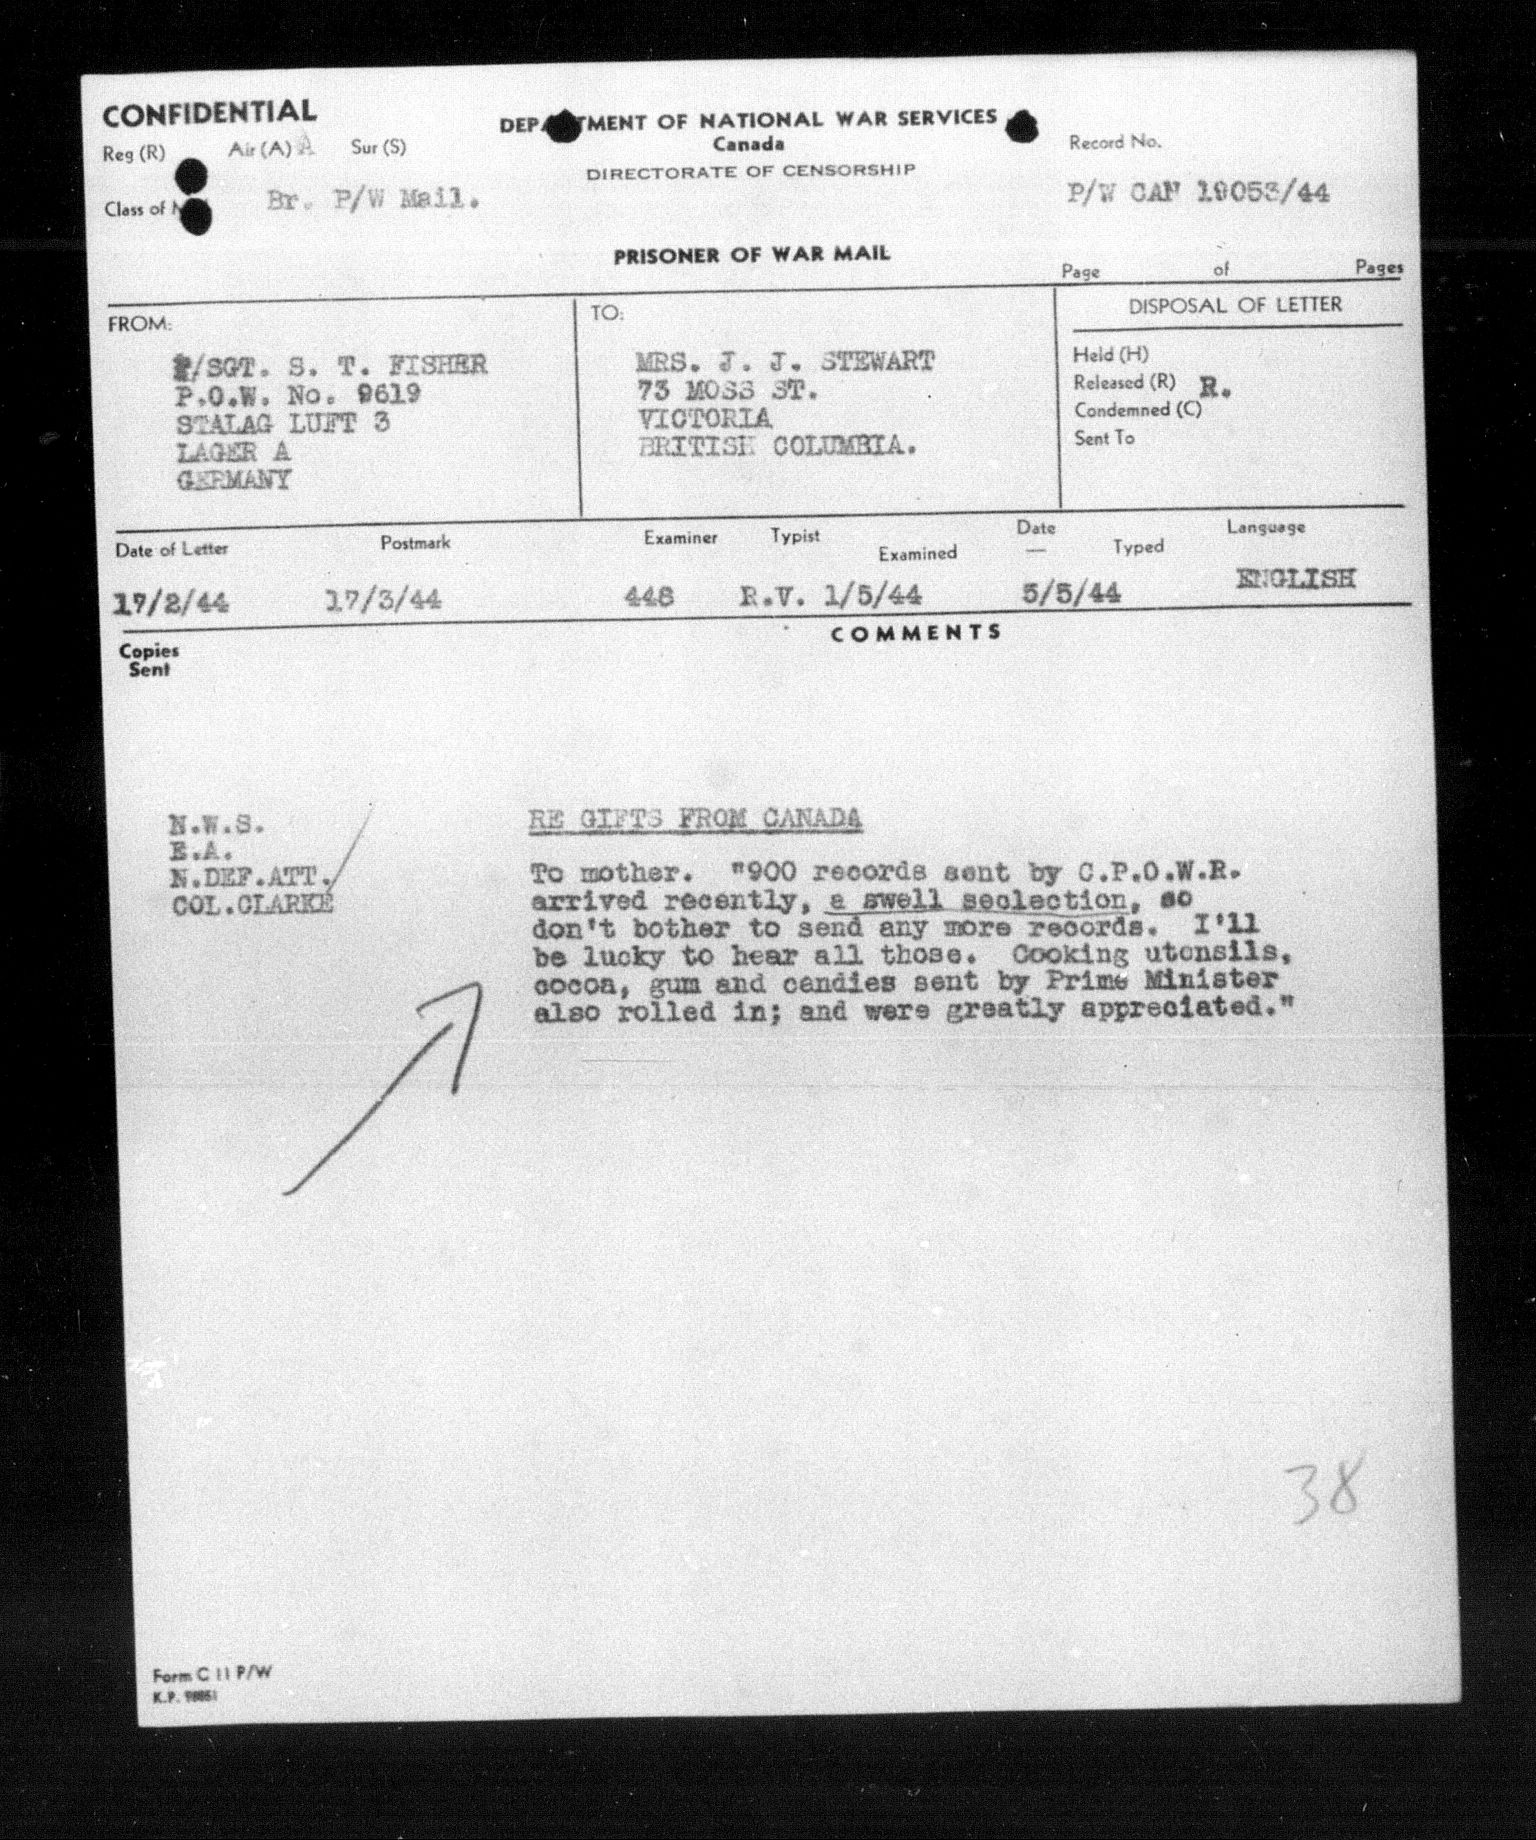 CONFIDENTIAL
DEPARTMENT OF NATIONAL WAR SERVICES
Canada
DIRECTORATE OF CENSORSHIP
Reg (R) Air (A) A Sur (S)
Record No.
Class of Br. P/W Mail.
P/W CAN 19053/44
PRISONER OF WAR MAIL
Page of Pages
FROM:
F/SGT. S. T. FISHER
P.O.W. No. 9619
STALAG LUFT 3
LAGER A
GERMANY
TO:
MRS. J. J. STEWART
73 MOSS ST.
VICTORIA
BRITISH COLUMBIA.
DISPOSAL OF LETTER
Held (H)
Released (R) R.
Condemned (C)
Sent To
Date of Letter Postmark Examiner Typist Examined Date — Typed Language
17/2/44 17/3/44 448 R.V. 1/5/44 5/5/44 ENGLISH
COMMENTS
Copies
Sent
N.W.S.
E.A.
N.DEF.ATT.
COL.CLARKE
RE GIFTS FROM CANADA
To mother. "900 records sent by C.P.O.W.R.
arrived recently, a swell seolection, so
don't bother to send any more records. I'll
be lucky to hear all those. Cooking utensils,
cocoa, gum and candies sent by Prime Minister
also rolled in; and were greatly appreciated."
38
Form C 11 P/W
K.P.